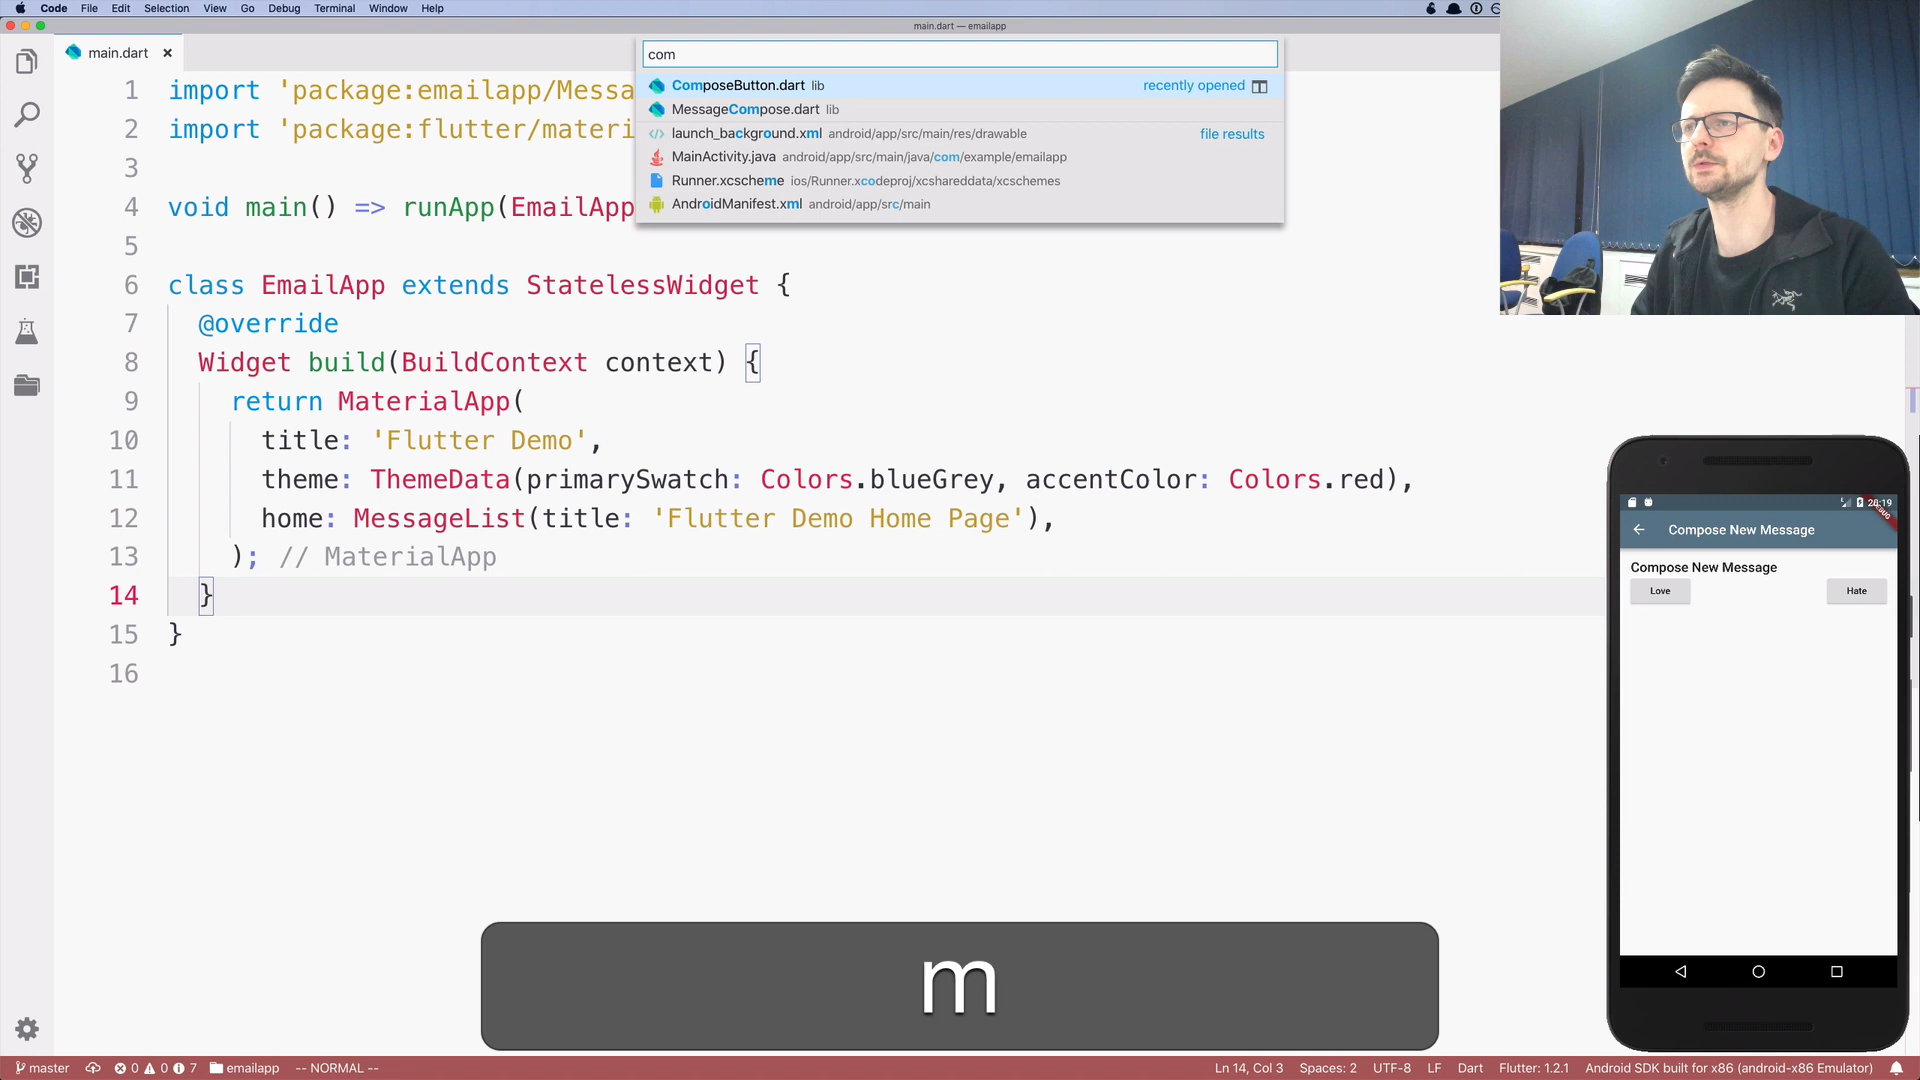 Code File Edit Selection View Go Debug Terminal Window Help
main.dart — emailapp
main.dart
com
ComposeButton.dart lib recently opened
MessageCompose.dart lib
launch_background.xml android/app/src/main/res/drawable file results
MainActivity.java android/app/src/main/java/com/example/emailapp
Runner.xcscheme ios/Runner.xcodeproj/xcshareddata/xcschemes
AndroidManifest.xml android/app/src/main
1 import 'package:emailapp/Messa
2 import 'package:flutter/materi
3
4 void main() => runApp(EmailApp
5
6 class EmailApp extends StatelessWidget {
7 @override
8 Widget build(BuildContext context) {
9 return MaterialApp(
10 title: 'Flutter Demo',
11 theme: ThemeData(primarySwatch: Colors.blueGrey, accentColor: Colors.red),
12 home: MessageList(title: 'Flutter Demo Home Page'),
13 ); // MaterialApp
14 }
15 }
16
20:19
DEBUG
Compose New Message
Compose New Message
Love Hate
m
master 0 0 7 emailapp -- NORMAL -- Ln 14, Col 3 Spaces: 2 UTF-8 LF Dart Flutter: 1.2.1 Android SDK built for x86 (android-x86 Emulator)